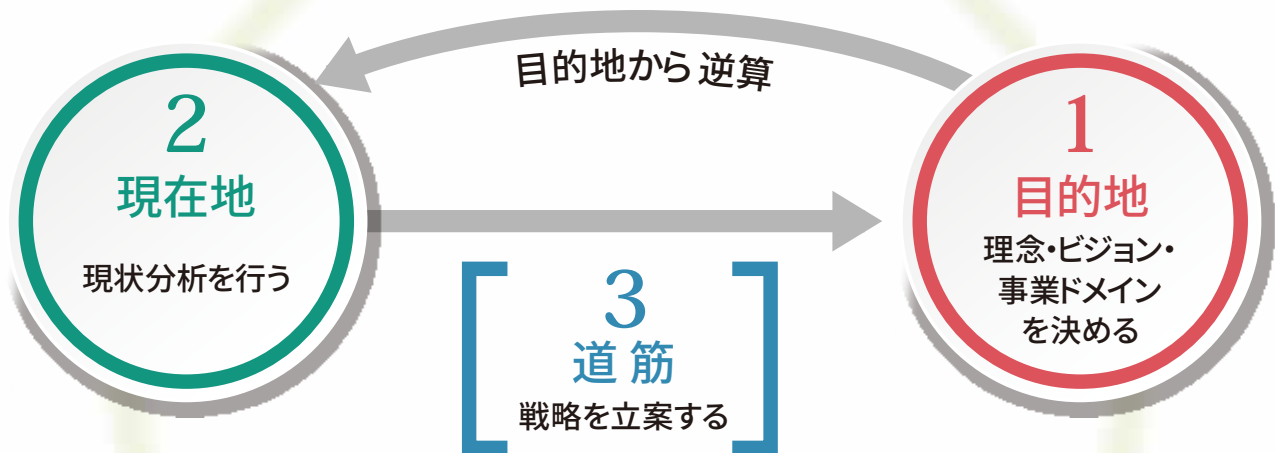 目的地から逆算
2
現在地
現状分析を行う
1
目的地
理念・ビジョン・
事業ドメイン
を決める
3
道筋
戦略を立案する